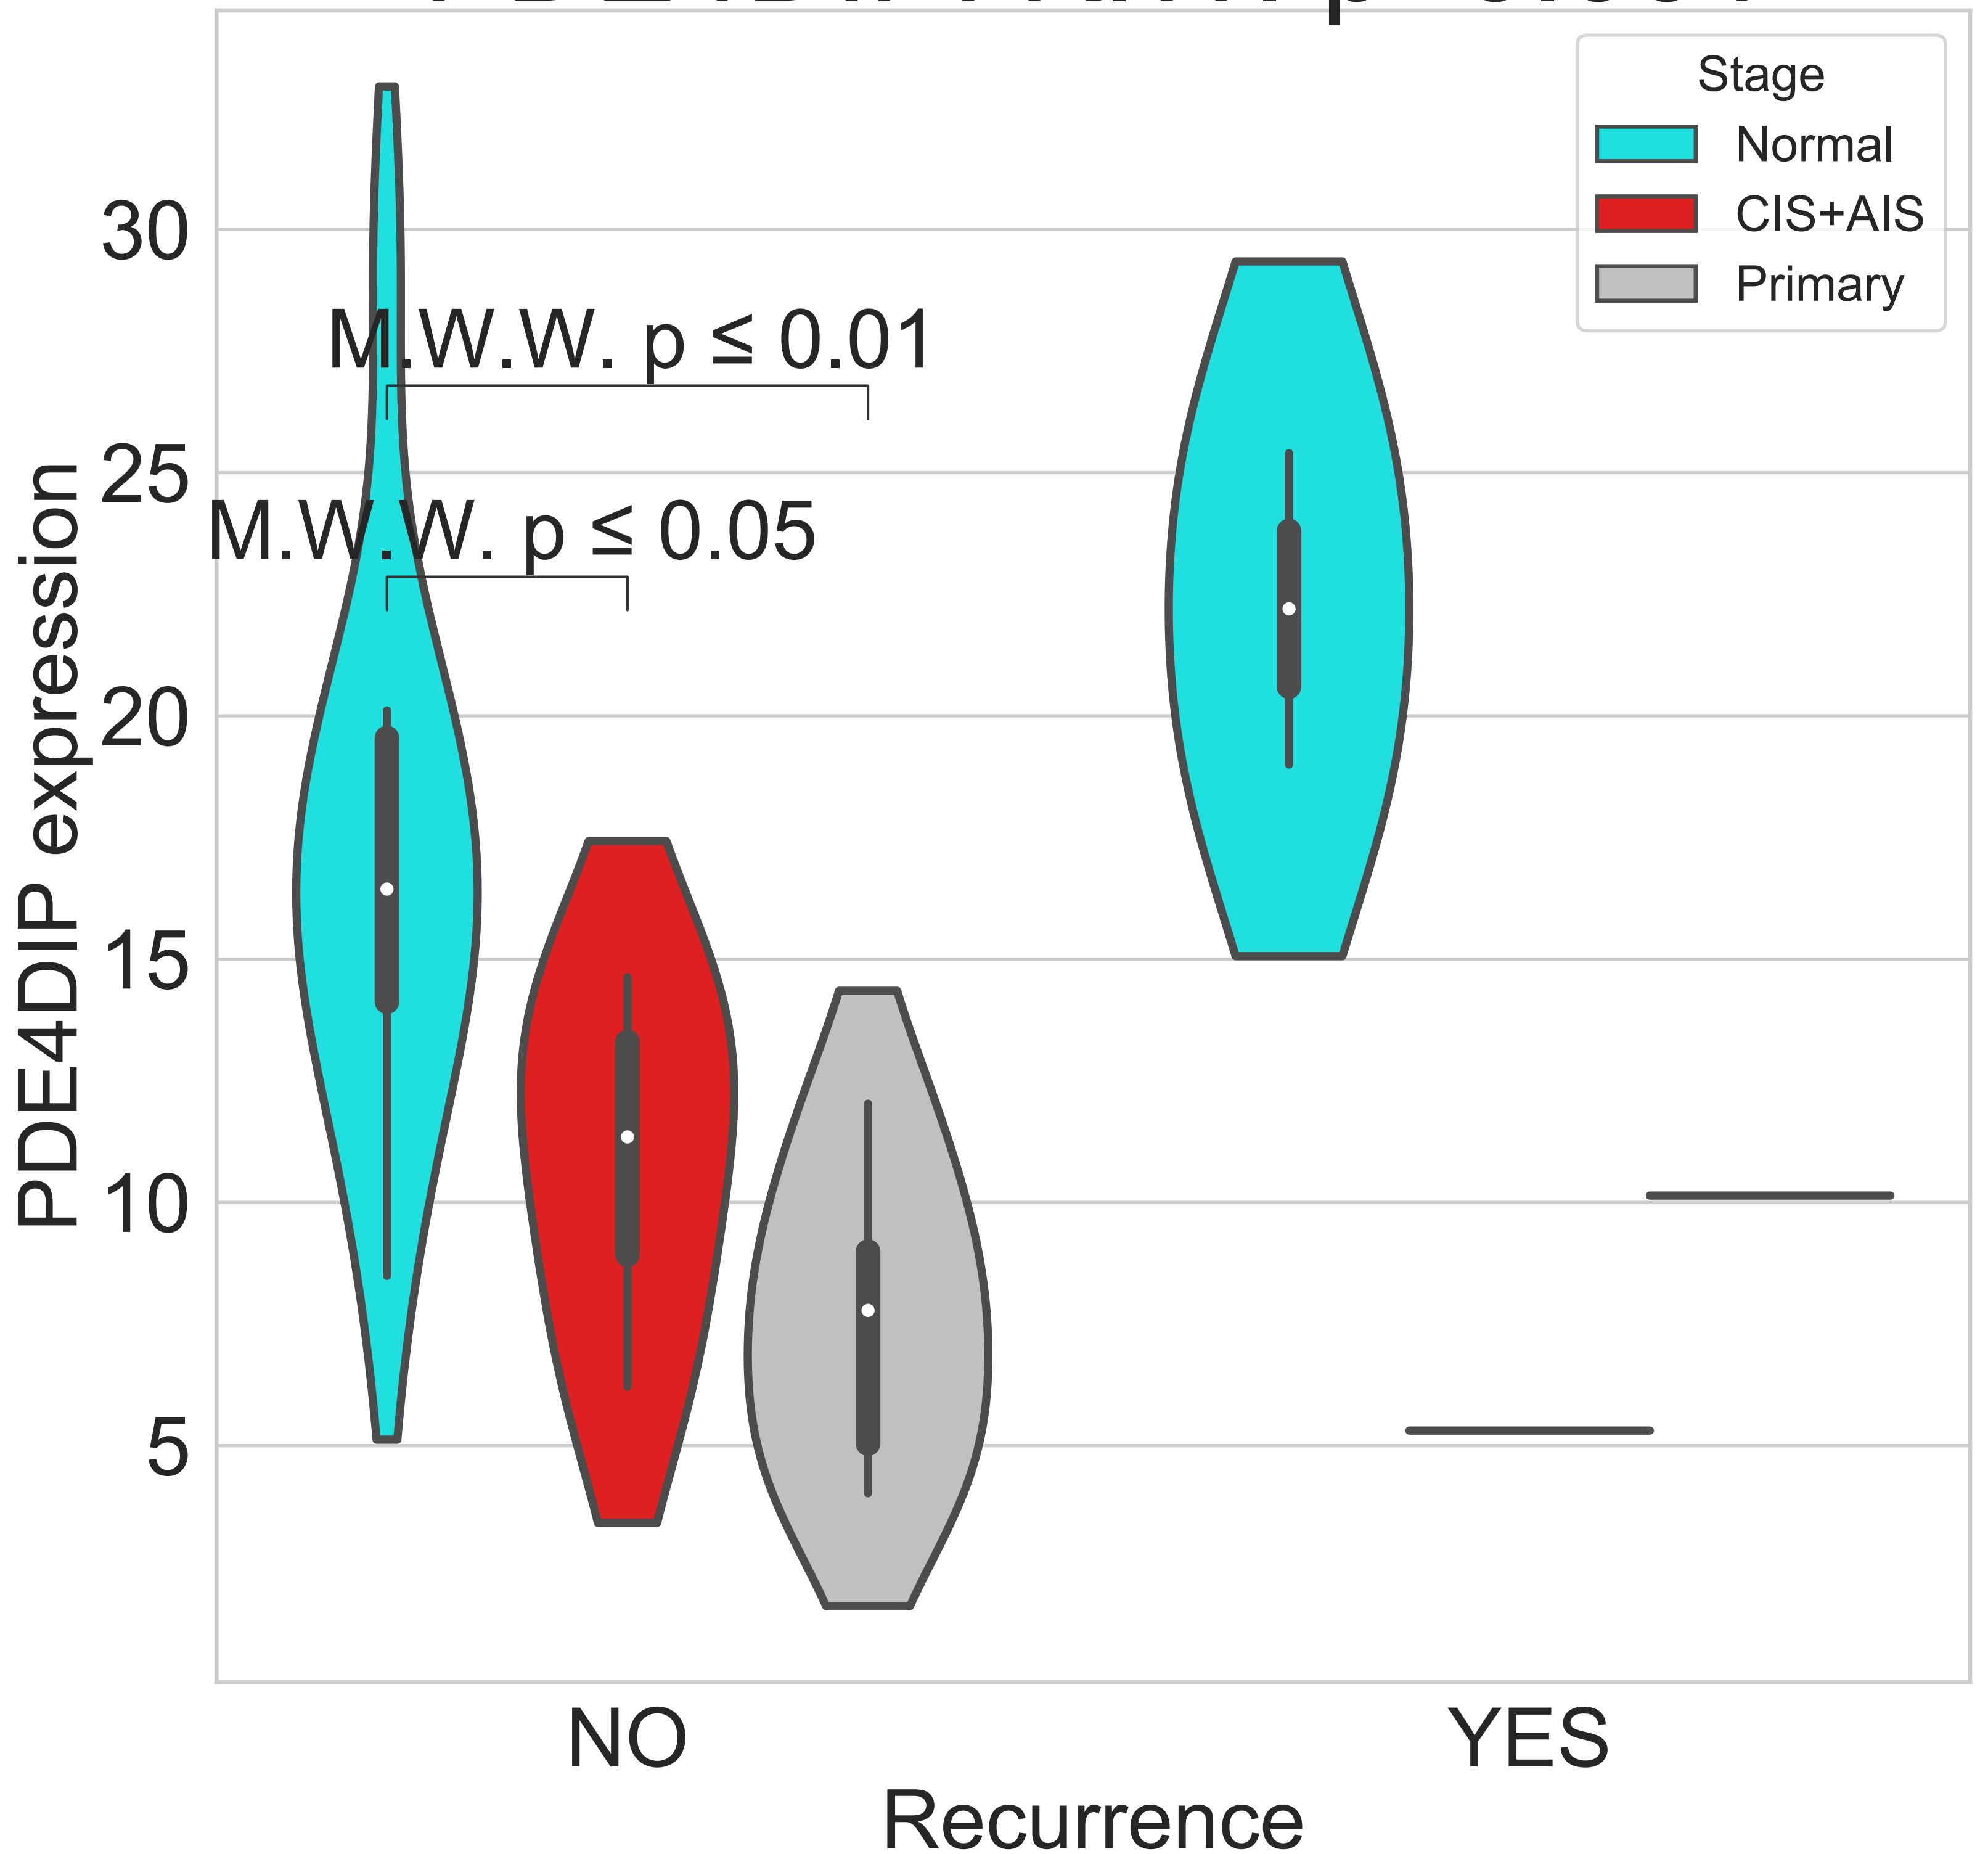 Stage
Normal
CIS+AIS
Primary
M.W.W. p ≤ 0.01
M.W.W. p ≤ 0.05
30
25
20
15
10
5
PDE4DIP expression
NO
YES
Recurrence